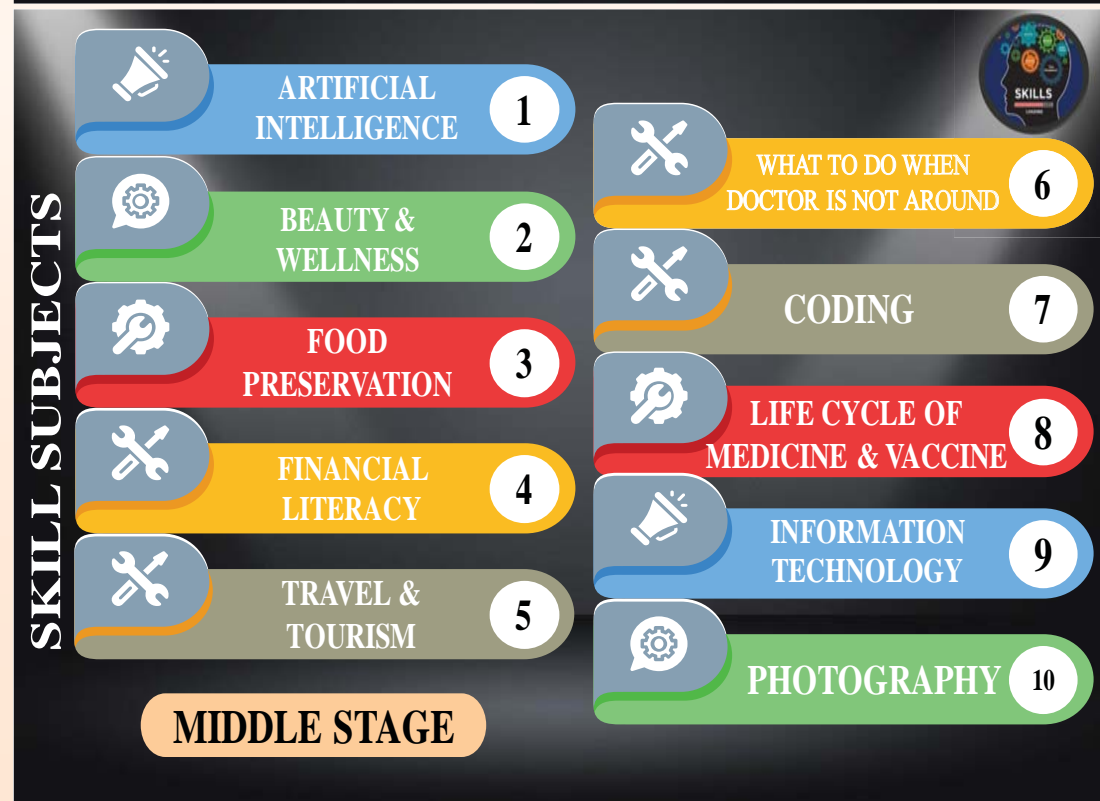 SKILL SUBJECTS
ARTIFICIAL
INTELLIGENCE
1
BEAUTY &
WELLNESS
2
FOOD
PRESERVATION
3
FINANCIAL
LITERACY
4
TRAVEL &
TOURISM
5
MIDDLE STAGE
SKILLS
WHAT TO DO WHEN
DOCTOR IS NOT AROUND
6
CODING
7
LIFE CYCLE OF
MEDICINE & VACCINE
8
INFORMATION
TECHNOLOGY
9
PHOTOGRAPHY
10